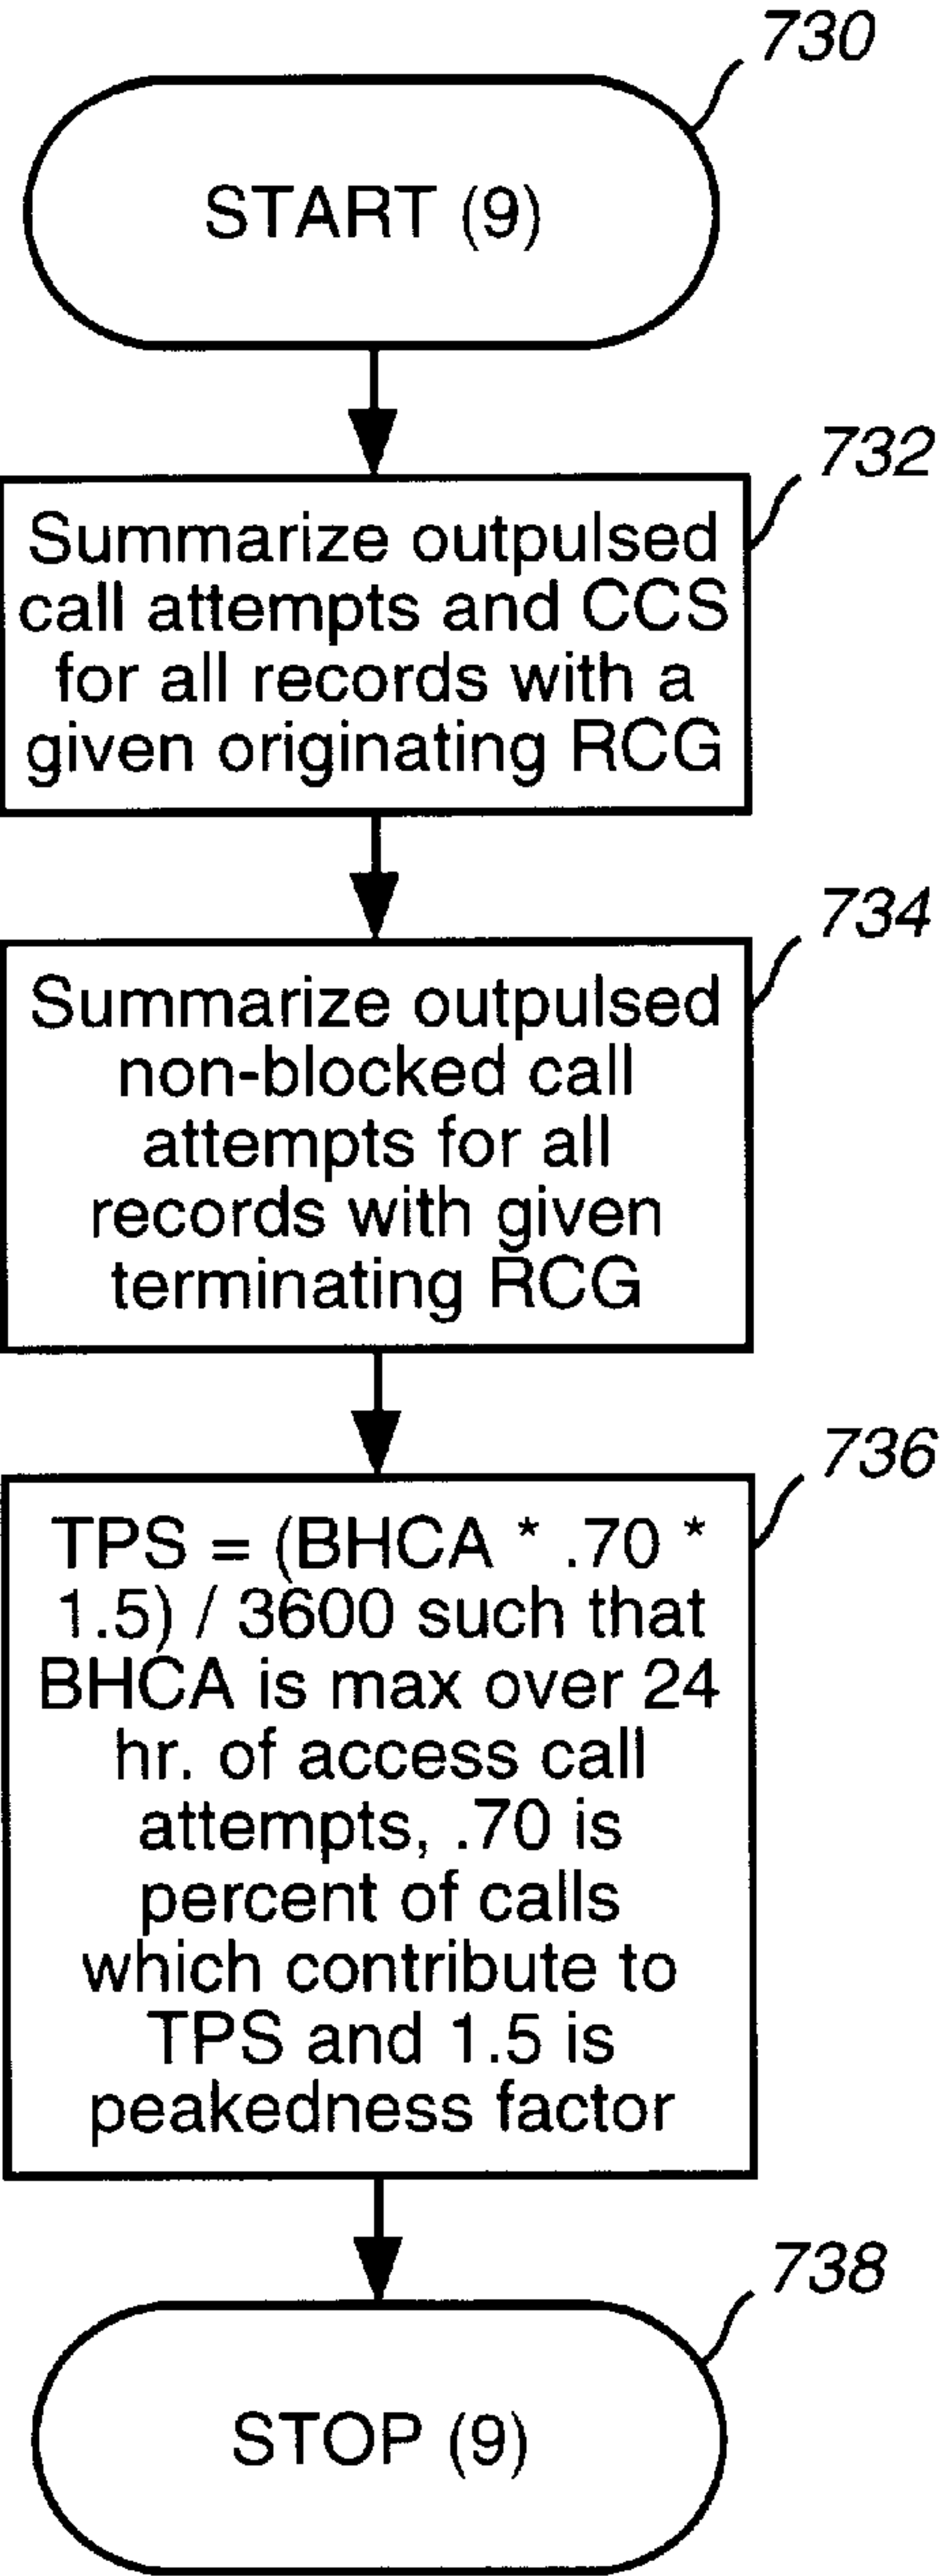 730
START (9)
732
Summarize outpulsed
call attempts and CCS
for all records with a
given originating RCG
734
Summarize outpulsed
non-blocked call
attempts for all
records with given
terminating RCG
736
TPS = (BHCA * .70 *
1.5) / 3600 such that
BHCA is max over 24
hr. of access call
attempts, .70 is
percent of calls
which contribute to
TPS and 1.5 is
peakedness factor
738
STOP (9)